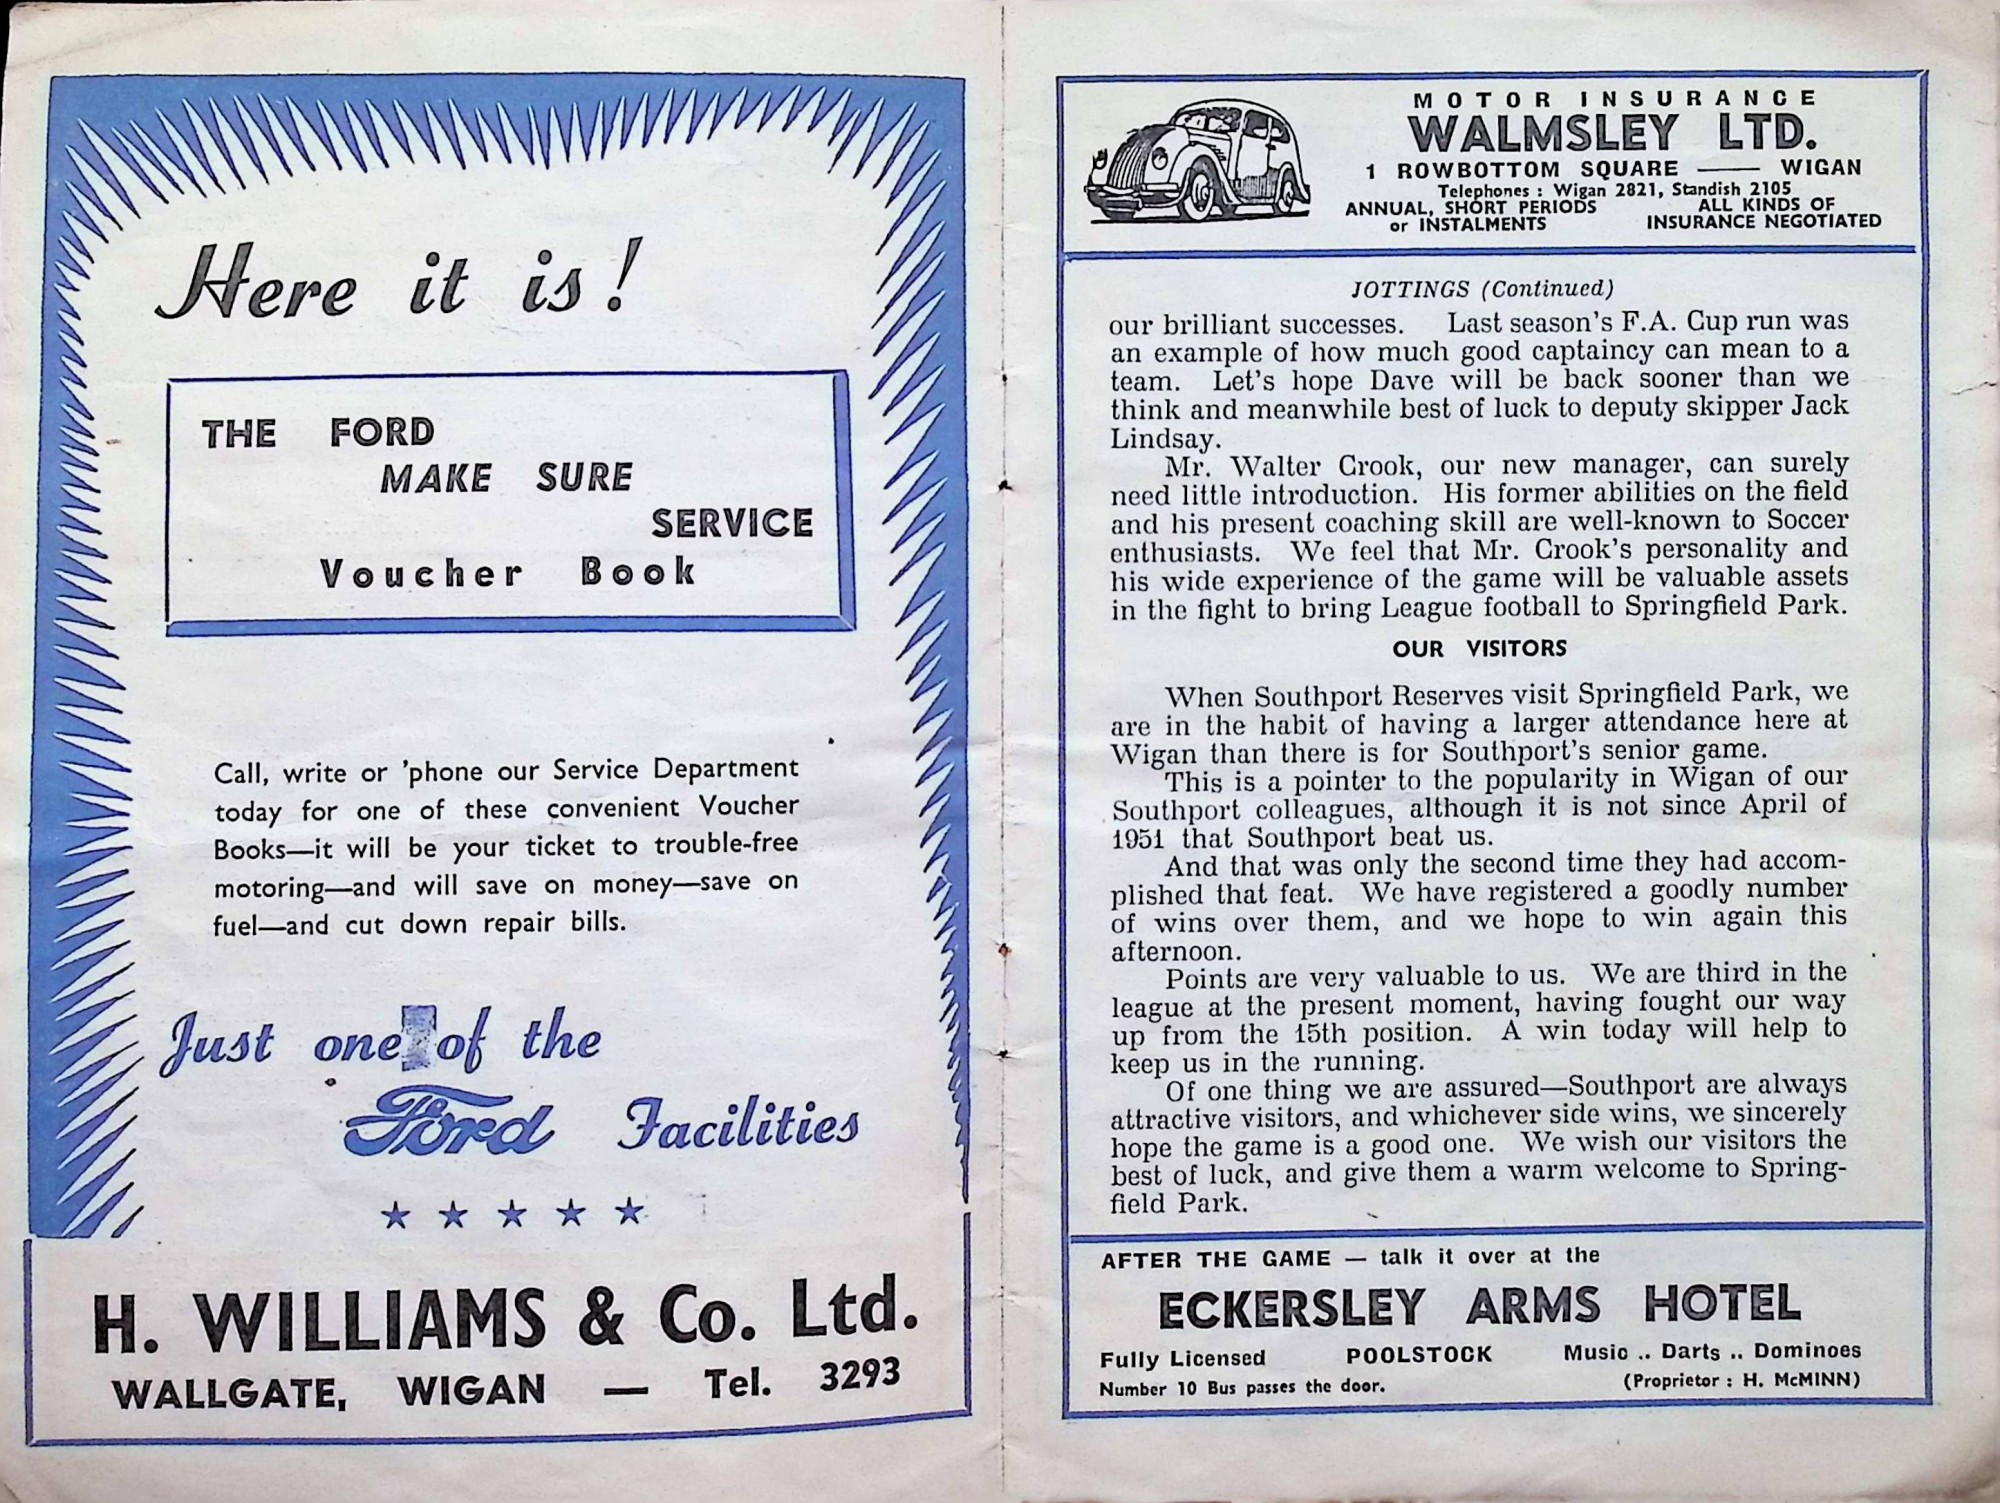 Here it is!
THE FORD
MAKE SURE
SERVICE
Voucher Book
Call, write or 'phone our Service Department
today for one of these convenient Voucher
Books—it will be your ticket to trouble-free
motoring—and will save on money—save on
fuel—and cut down repair bills.
Just one of the
Ford Facilities
★ ★ ★ ★ ★
H. WILLIAMS & Co. Ltd.
WALLGATE, WIGAN — Tel. 3293
MOTOR INSURANCE
WALMSLEY LTD.
1 ROWBOTTOM SQUARE —— WIGAN
Telephones : Wigan 2821, Standish 2105
ANNUAL, SHORT PERIODS ALL KINDS OF
or INSTALMENTS INSURANCE NEGOTIATED
JOTTINGS (Continued)
our brilliant successes. Last season's F.A. Cup run was
an example of how much good captaincy can mean to a
team. Let's hope Dave will be back sooner than we
think and meanwhile best of luck to deputy skipper Jack
Lindsay.
Mr. Walter Crook, our new manager, can surely
need little introduction. His former abilities on the field
and his present coaching skill are well-known to Soccer
enthusiasts. We feel that Mr. Crook's personality and
his wide experience of the game will be valuable assets
in the fight to bring League football to Springfield Park.
OUR VISITORS
When Southport Reserves visit Springfield Park, we
are in the habit of having a larger attendance here at
Wigan than there is for Southport's senior game.
This is a pointer to the popularity in Wigan of our
Southport colleagues, although it is not since April of
1951 that Southport beat us.
And that was only the second time they had accom-
plished that feat. We have registered a goodly number
of wins over them, and we hope to win again this
afternoon.
Points are very valuable to us. We are third in the
league at the present moment, having fought our way
up from the 15th position. A win today will help to
keep us in the running.
Of one thing we are assured—Southport are always
attractive visitors, and whichever side wins, we sincerely
hope the game is a good one. We wish our visitors the
best of luck, and give them a warm welcome to Spring-
field Park.
AFTER THE GAME — talk it over at the
ECKERSLEY ARMS HOTEL
Fully Licensed POOLSTOCK Music .. Darts .. Dominoes
Number 10 Bus passes the door. (Proprietor : H. McMINN)